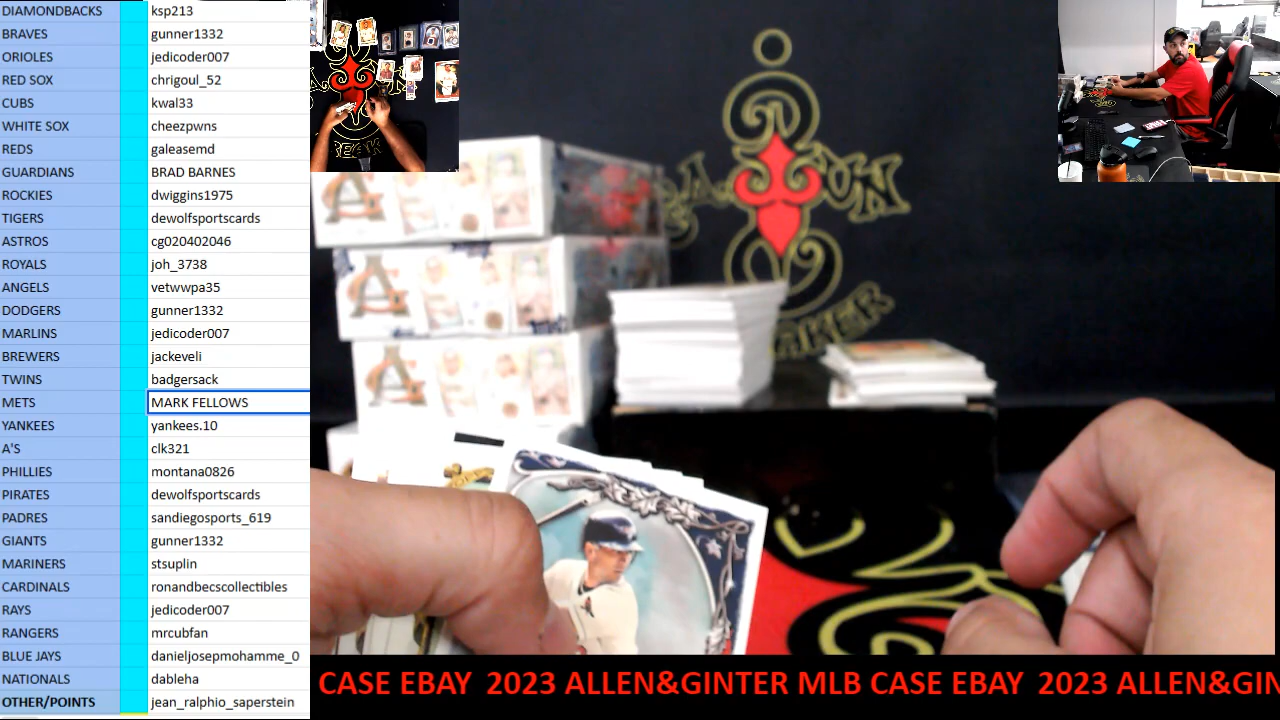 DIAMONDBACKS ksp213
BRAVES gunner1332
ORIOLES jedicoder007
RED SOX chrigoul_52
CUBS kwal33
WHITE SOX cheezpwns
REDS galeasemd
GUARDIANS BRAD BARNES
ROCKIES dwiggins1975
TIGERS dewolfsportscards
ASTROS cg020402046
ROYALS joh_3738
ANGELS vetwwpa35
DODGERS gunner1332
MARLINS jedicoder007
BREWERS jackeveli
TWINS badgersack
METS MARK FELLOWS
YANKEES yankees.10
A'S clk321
PHILLIES montana0826
PIRATES dewolfsportscards
PADRES sandiegosports_619
GIANTS gunner1332
MARINERS stsuplin
CARDINALS ronandbecscollectibles
RAYS jedicoder007
RANGERS mrcubfan
BLUE JAYS danieljosepmohamme_0
NATIONALS dableha
OTHER/POINTS jean_ralphio_saperstein
CASE EBAY 2023 ALLEN&GINTER MLB CASE EBAY 2023 ALLEN&GIN